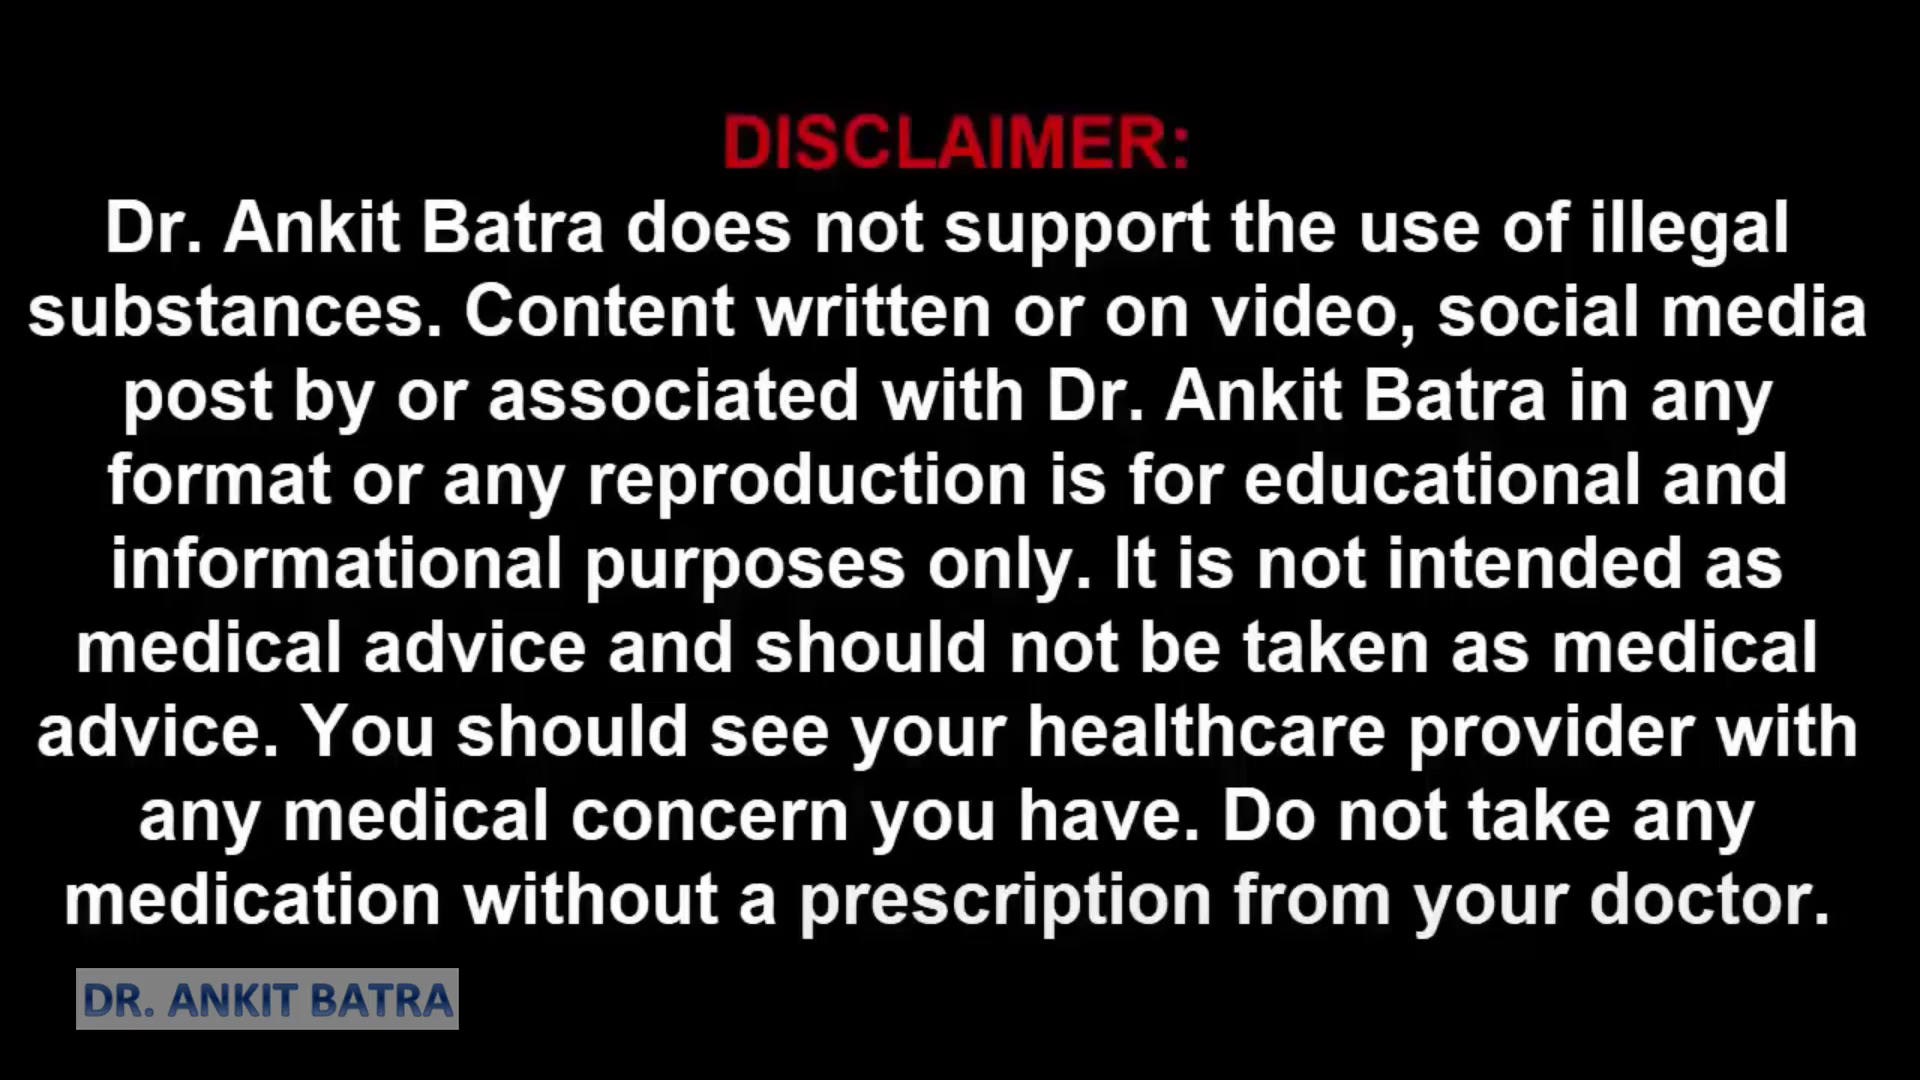 DISCLAIMER:
Dr. Ankit Batra does not support the use of illegal
substances. Content written or on video, social media
post by or associated with Dr. Ankit Batra in any
format or any reproduction is for educational and
informational purposes only. It is not intended as
medical advice and should not be taken as medical
advice. You should see your healthcare provider with
any medical concern you have. Do not take any
medication without a prescription from your doctor.
DR. ANKIT BATRA